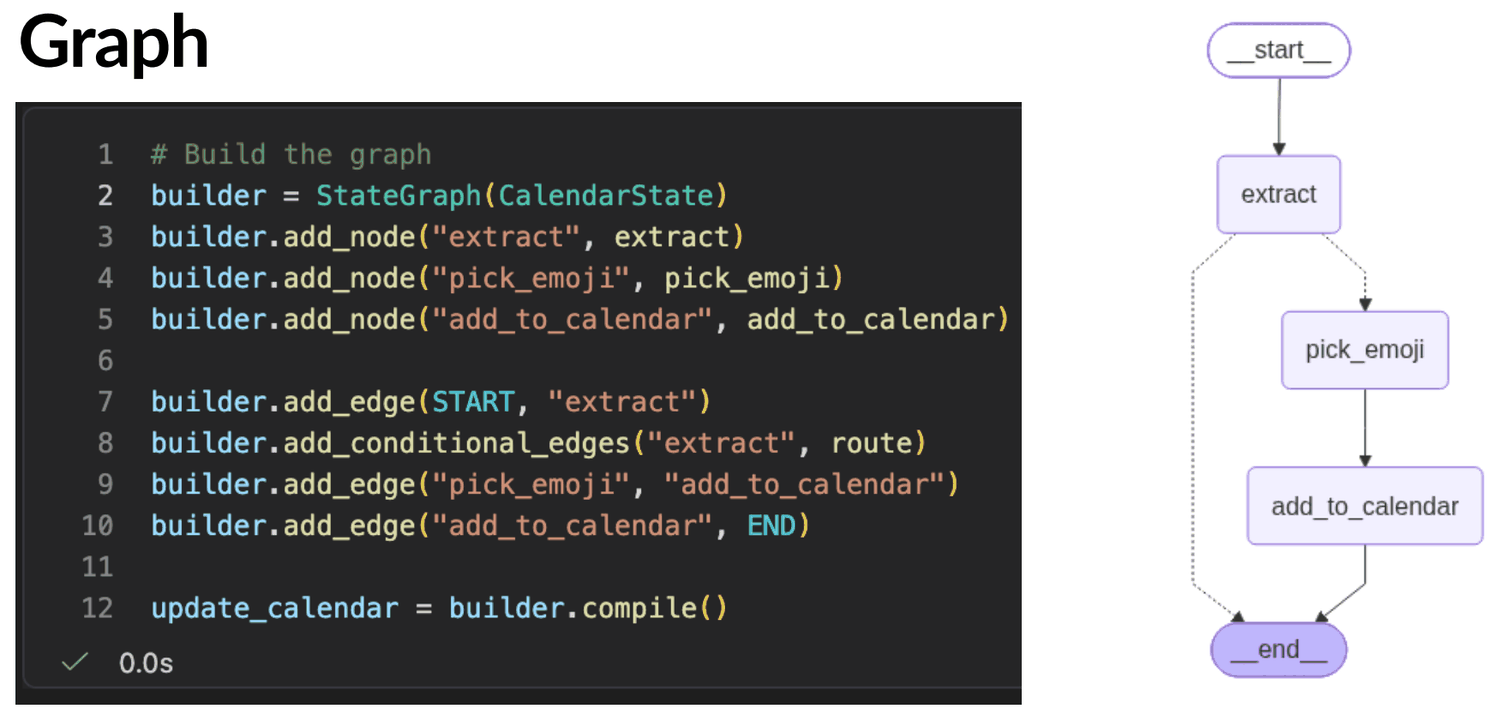 Graph
1 # Build the graph
2 builder = StateGraph(CalendarState)
3 builder.add_node("extract", extract)
4 builder.add_node("pick_emoji", pick_emoji)
5 builder.add_node("add_to_calendar", add_to_calendar)
6
7 builder.add_edge(START, "extract")
8 builder.add_conditional_edges("extract", route)
9 builder.add_edge("pick_emoji", "add_to_calendar")
10 builder.add_edge("add_to_calendar", END)
11
12 update_calendar = builder.compile()
0.0s
__start__
extract
pick_emoji
add_to_calendar
__end__